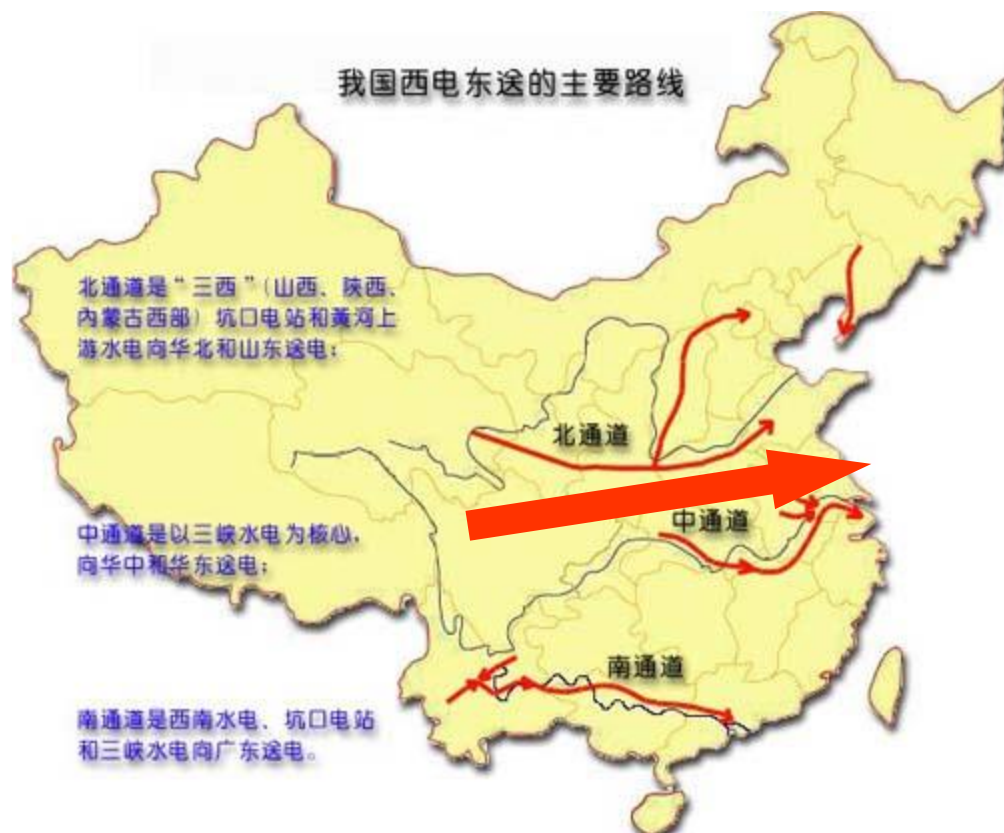 我国西电东送的主要路线
北通道是“三西”(山西、陕西、
内蒙古西部)坑口电站和黄河上
游水电向华北和山东送电;
北通道
中通道
中通道是以三峡水电为核心,
向华中和华东送电;
南通道
南通道是西南水电、坑口电站
和三峡水电向广东送电。